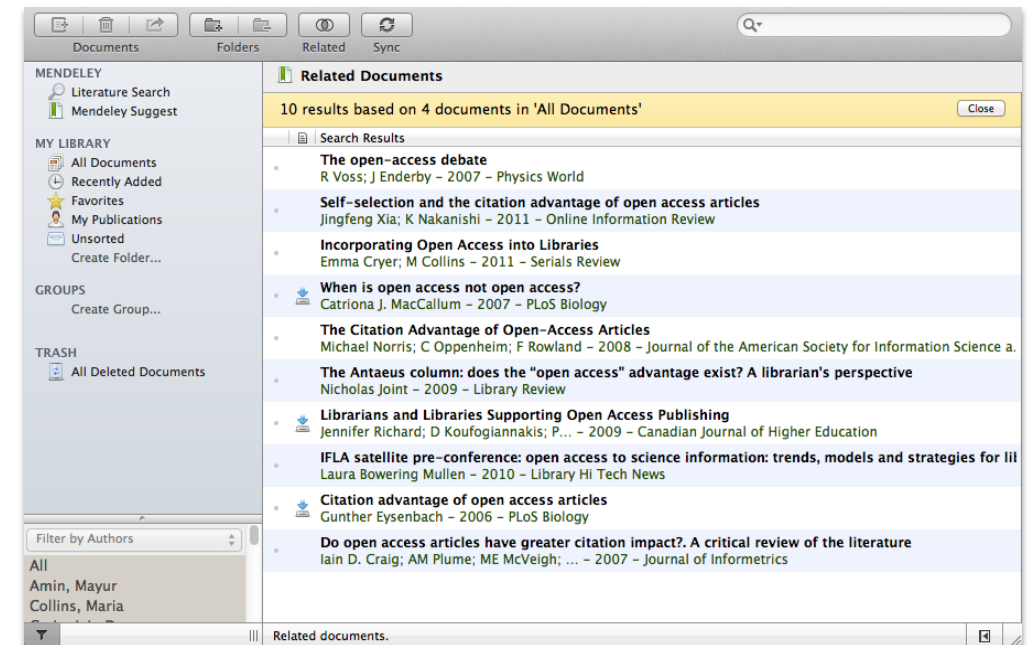 Documents
Folders
Related
Sync
MENDELEY
Literature Search
Mendeley Suggest
MY LIBRARY
All Documents
Recently Added
Favorites
My Publications
Unsorted
Create Folder...
GROUPS
Create Group...
TRASH
All Deleted Documents
Filter by Authors
All
Amin, Mayur
Collins, Maria
Related Documents
10 results based on 4 documents in 'All Documents'
Close
Search Results
The open-access debate
R Voss; J Enderby – 2007 – Physics World
Self-selection and the citation advantage of open access articles
Jingfeng Xia; K Nakanishi – 2011 – Online Information Review
Incorporating Open Access into Libraries
Emma Cryer; M Collins – 2011 – Serials Review
When is open access not open access?
Catriona J. MacCallum – 2007 – PLoS Biology
The Citation Advantage of Open-Access Articles
Michael Norris; C Oppenheim; F Rowland – 2008 – Journal of the American Society for Information Science a.
The Antaeus column: does the “open access” advantage exist? A librarian's perspective
Nicholas Joint – 2009 – Library Review
Librarians and Libraries Supporting Open Access Publishing
Jennifer Richard; D Koufogiannakis; P... – 2009 – Canadian Journal of Higher Education
IFLA satellite pre-conference: open access to science information: trends, models and strategies for
Laura Bowering Mullen – 2010 – Library Hi Tech News
Citation advantage of open access articles
Gunther Eysenbach – 2006 – PLoS Biology
Do open access articles have greater citation impact?. A critical review of the literature
Iain D. Craig; AM Plume; ME McVeigh; ... – 2007 – Journal of Informetrics
Related documents.